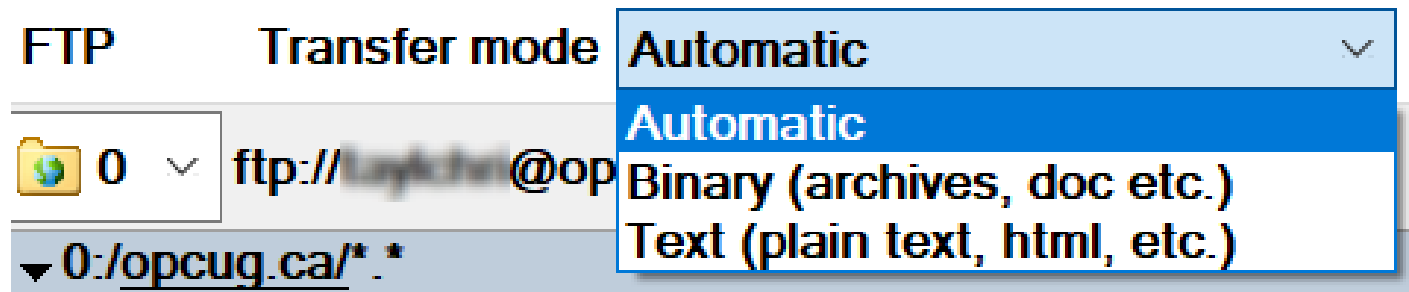 FTP Transfer mode Automatic
Automatic
0 ftp://@op
Binary (archives, doc etc.)
Text (plain text, html, etc.)
0:/opcug.ca/*.*